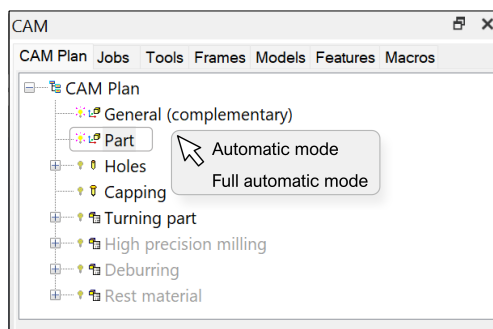 CAM
CAM Plan Jobs Tools Frames Models Features Macros
CAM Plan
General (complementary)
Part
Automatic mode
Holes
Full automatic mode
Capping
Turning part
High precision milling
Deburring
Rest material